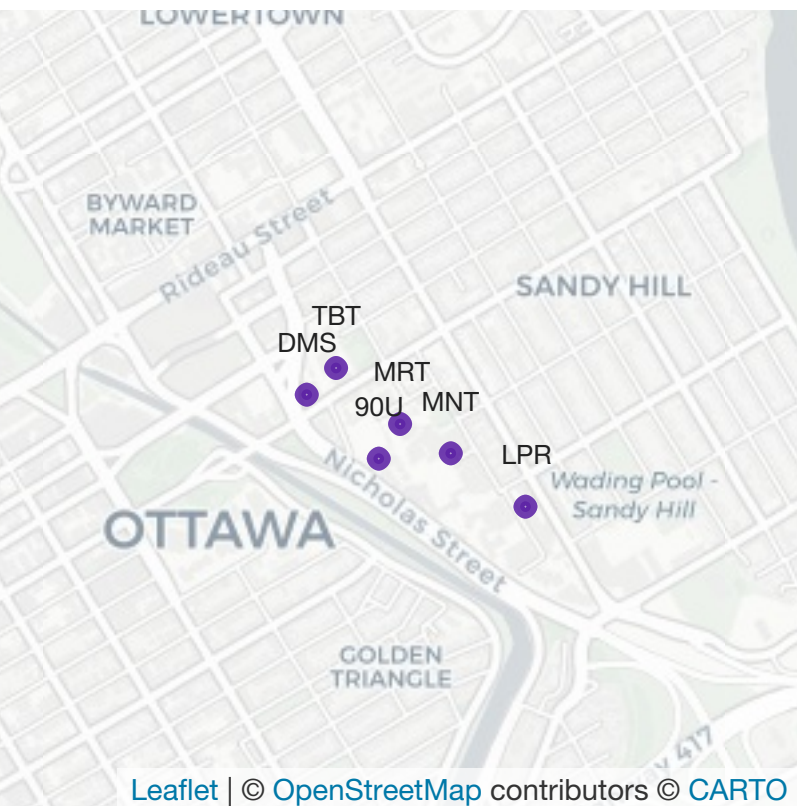 LOWERTOWN
BYWARD
MARKET
Rideau Street
SANDY HILL
TBT
DMS
MRT
90U
MNT
LPR
Wading Pool -
Sandy Hill
Nicholas Street
OTTAWA
GOLDEN
TRIANGLE
417
Leaflet | © OpenStreetMap contributors © CARTO